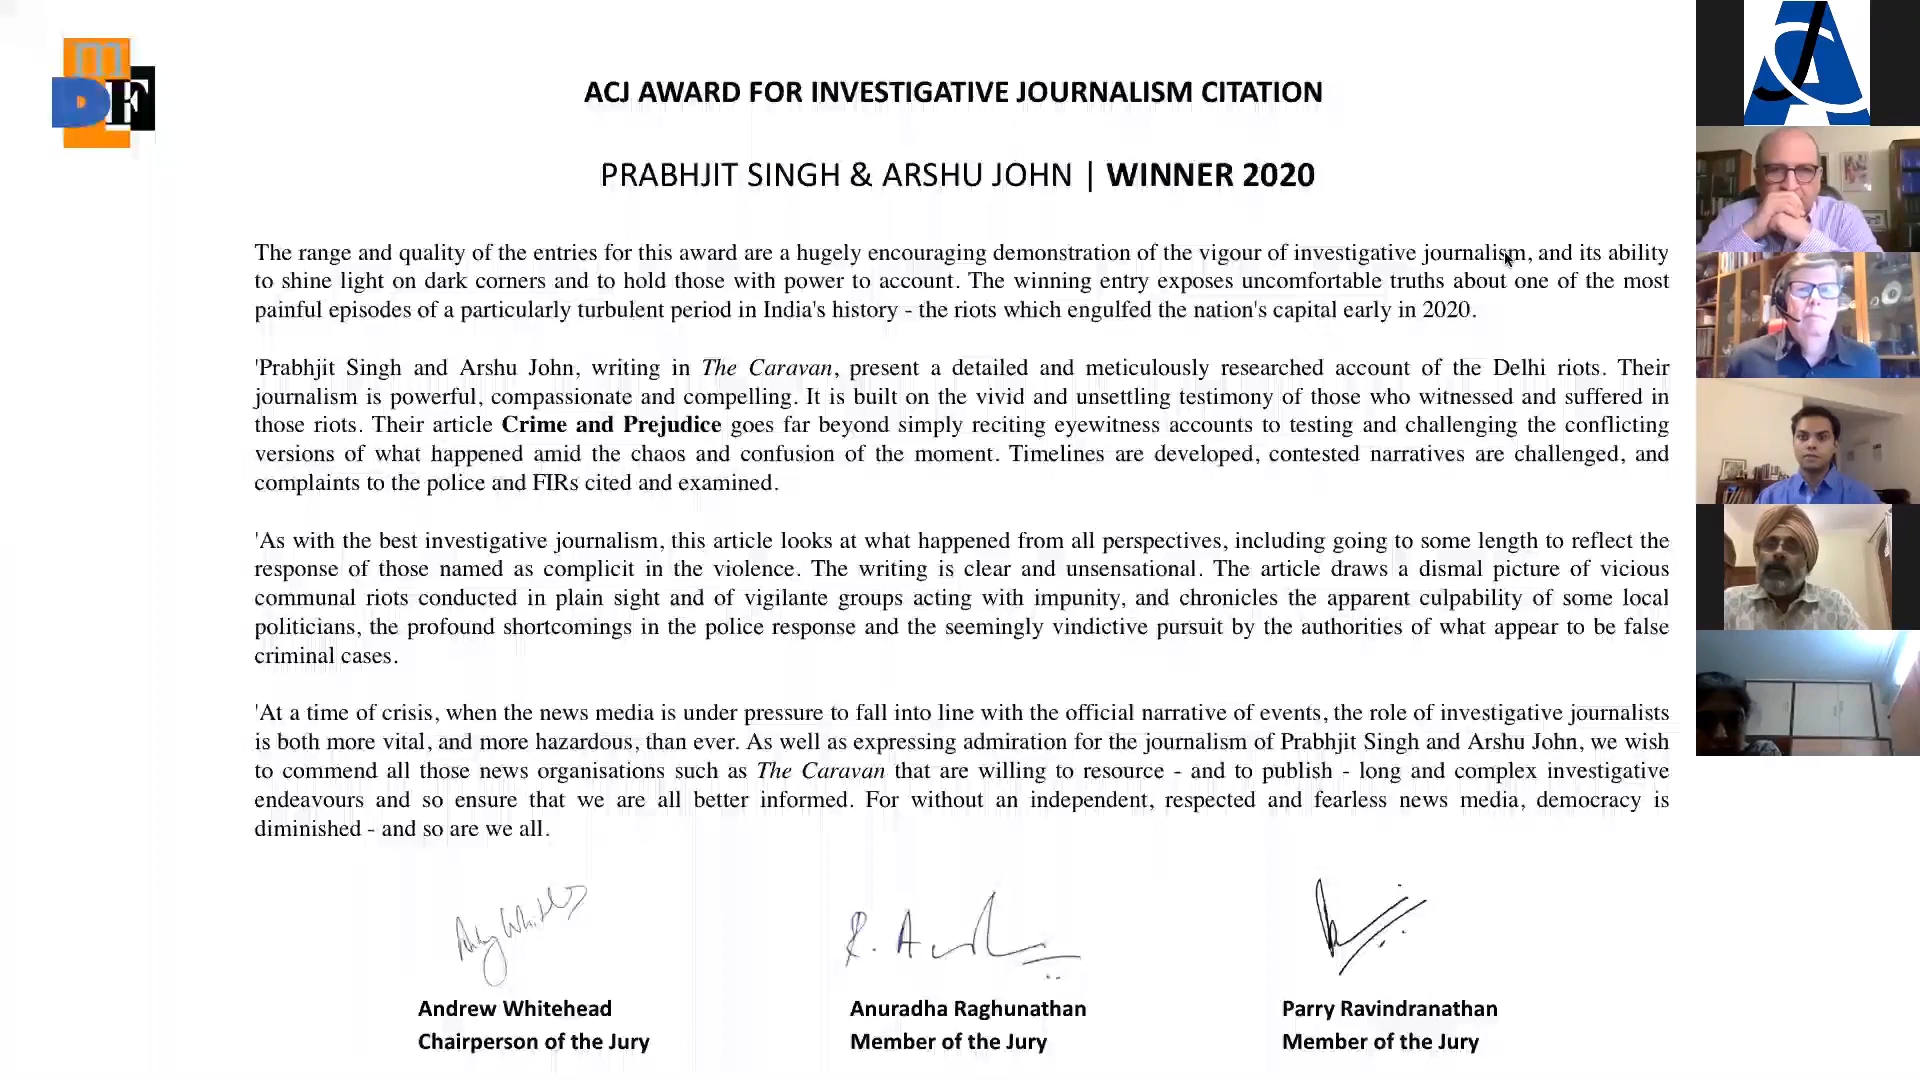 m
DF
ACJ AWARD FOR INVESTIGATIVE JOURNALISM CITATION
PRABHJIT SINGH & ARSHU JOHN | WINNER 2020
The range and quality of the entries for this award are a hugely encouraging demonstration of the vigour of investigative journalism, and its ability
to shine light on dark corners and to hold those with power to account. The winning entry exposes uncomfortable truths about one of the most
painful episodes of a particularly turbulent period in India's history - the riots which engulfed the nation's capital early in 2020.
'Prabhjit Singh and Arshu John, writing in The Caravan, present a detailed and meticulously researched account of the Delhi riots. Their
journalism is powerful, compassionate and compelling. It is built on the vivid and unsettling testimony of those who witnessed and suffered in
those riots. Their article Crime and Prejudice goes far beyond simply reciting eyewitness accounts to testing and challenging the conflicting
versions of what happened amid the chaos and confusion of the moment. Timelines are developed, contested narratives are challenged, and
complaints to the police and FIRs cited and examined.
'As with the best investigative journalism, this article looks at what happened from all perspectives, including going to some length to reflect the
response of those named as complicit in the violence. The writing is clear and unsensational. The article draws a dismal picture of vicious
communal riots conducted in plain sight and of vigilante groups acting with impunity, and chronicles the apparent culpability of some local
politicians, the profound shortcomings in the police response and the seemingly vindictive pursuit by the authorities of what appear to be false
criminal cases.
'At a time of crisis, when the news media is under pressure to fall into line with the official narrative of events, the role of investigative journalists
is both more vital, and more hazardous, than ever. As well as expressing admiration for the journalism of Prabhjit Singh and Arshu John, we wish
to commend all those news organisations such as The Caravan that are willing to resource - and to publish - long and complex investigative
endeavours and so ensure that we are all better informed. For without an independent, respected and fearless news media, democracy is
diminished - and so are we all.
Andrew Whitehead
Chairperson of the Jury
Anuradha Raghunathan
Member of the Jury
Parry Ravindranathan
Member of the Jury